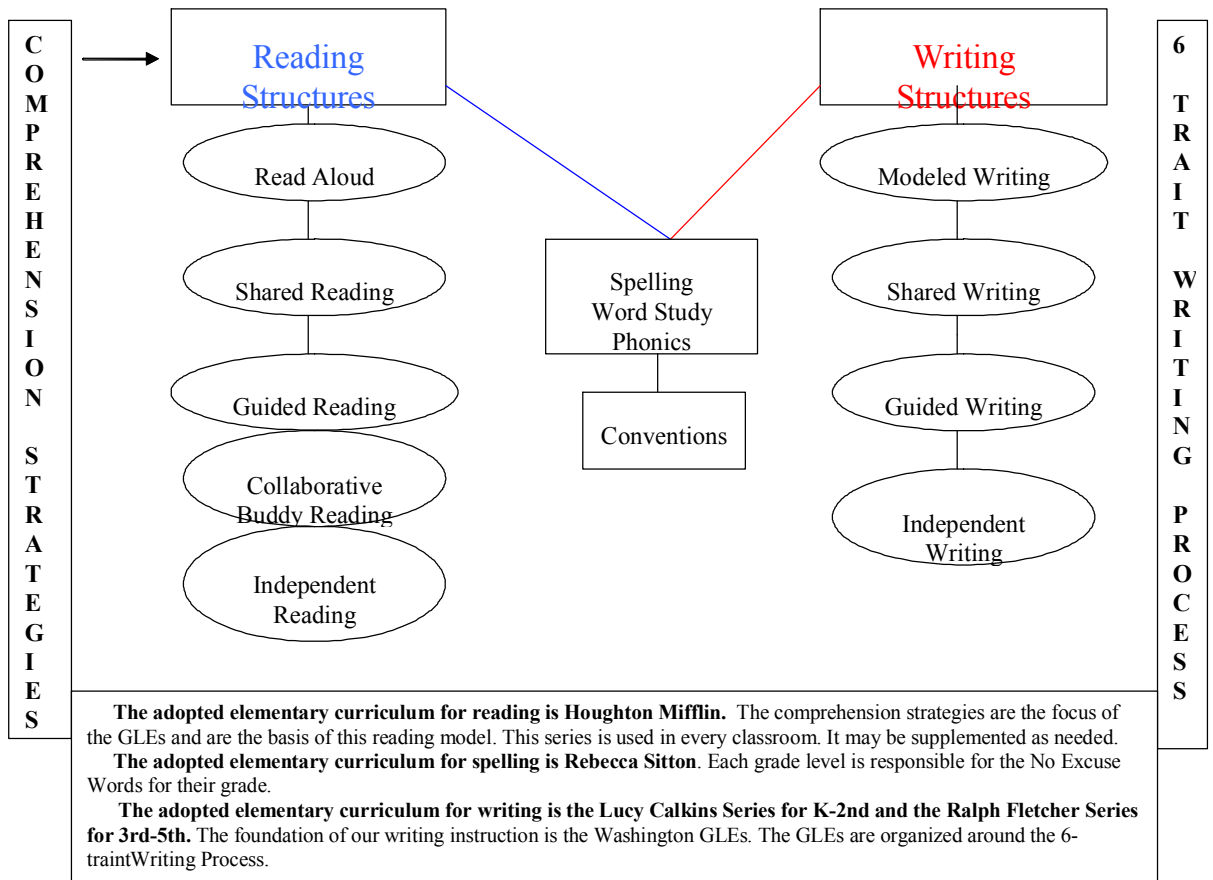 COMPREHENSION STRATEGIES
Reading
Structures
Read Aloud
Shared Reading
Guided Reading
Collaborative
Buddy Reading
Independent
Reading
Spelling
Word Study
Phonics
Conventions
Writing
Structures
Modeled Writing
Shared Writing
Guided Writing
Independent
Writing
6 TRAIT WRITING PROCESS
The adopted elementary curriculum for reading is Houghton Mifflin. The comprehension strategies are the focus of
the GLEs and are the basis of this reading model. This series is used in every classroom. It may be supplemented as needed.
The adopted elementary curriculum for spelling is Rebecca Sitton. Each grade level is responsible for the No Excuse
Words for their grade.
The adopted elementary curriculum for writing is the Lucy Calkins Series for K-2nd and the Ralph Fletcher Series
for 3rd-5th. The foundation of our writing instruction is the Washington GLEs. The GLEs are organized around the 6-
traintWriting Process.